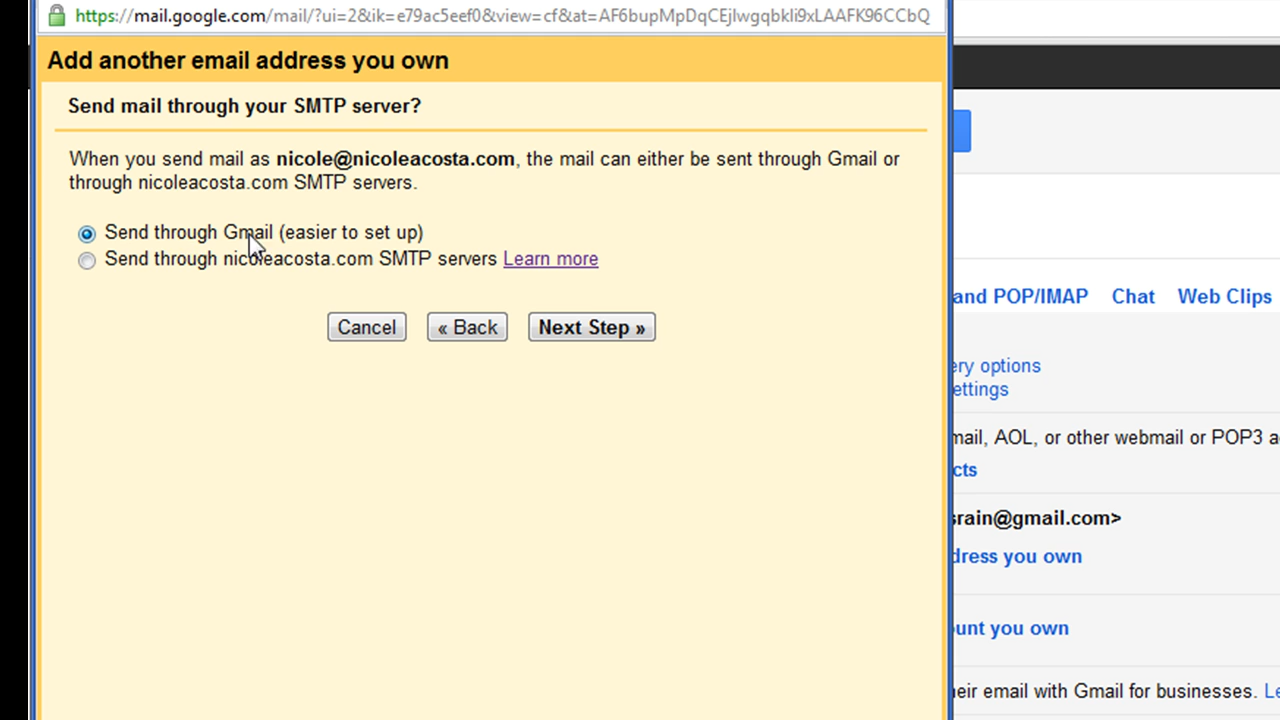 https://mail.google.com/mail/?ui=2&ik=e79ac5eef0&view=cf&at=AF6bupMpDqCEjlwgqbkli9xLAAFK96CCbQ
Add another email address you own
Send mail through your SMTP server?
When you send mail as nicole@nicoleacosta.com, the mail can either be sent through Gmail or
through nicoleacosta.com SMTP servers.
Send through Gmail (easier to set up)
Send through nicoleacosta.com SMTP servers Learn more
Cancel « Back Next Step »
and POP/IMAP Chat Web Clips
ery options
ettings
mail, AOL, or other webmail or POP3 a
cts
srain@gmail.com>
dress you own
ount you own
eir email with Gmail for businesses. Le